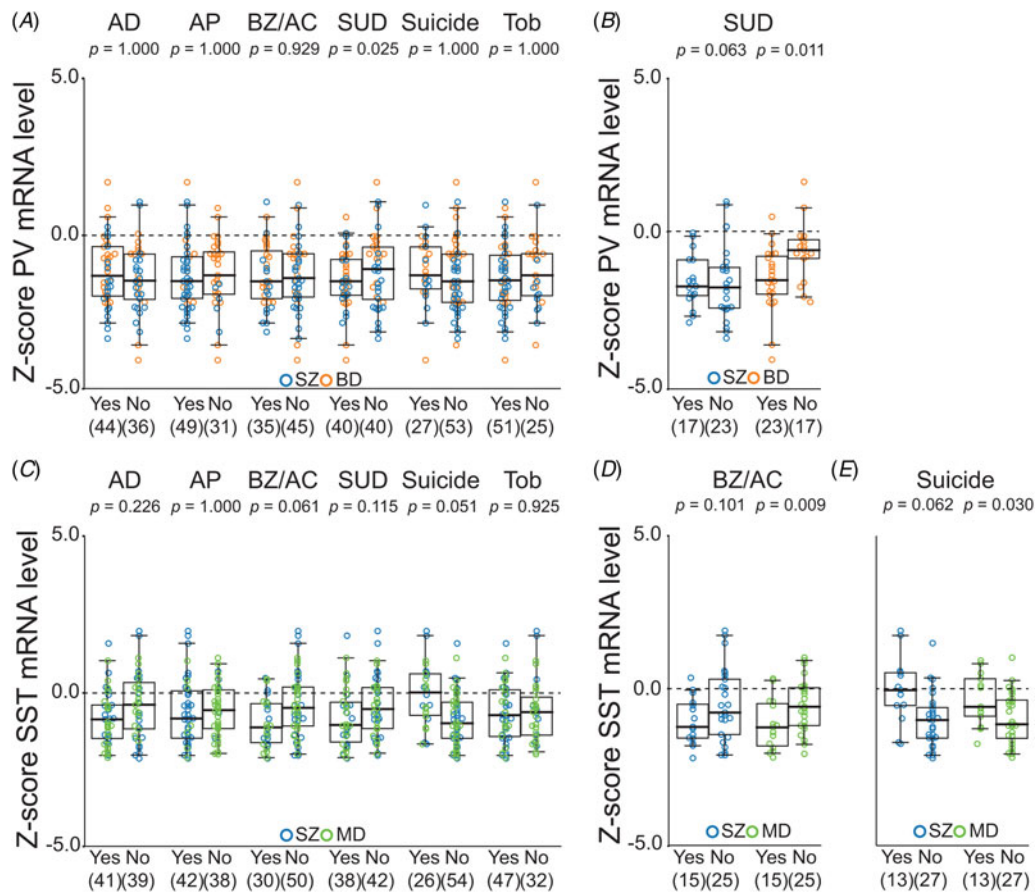 (A) AD AP BZ/AC SUD Suicide Tob
p = 1.000 p = 1.000 p = 0.929 p = 0.025 p = 1.000 p = 1.000
5.0
0.0
-5.0
Z-score PV mRNA level
SZ BD
Yes No Yes No Yes No Yes No Yes No Yes No
(44)(36) (49)(31) (35)(45) (40)(40) (27)(53) (51)(25)
(B) SUD
p = 0.063 p = 0.011
5.0
0.0
-5.0
Z-score PV mRNA level
SZ BD
Yes No Yes No
(17)(23) (23)(17)
(C) AD AP BZ/AC SUD Suicide Tob
p = 0.226 p = 1.000 p = 0.061 p = 0.115 p = 0.051 p = 0.925
5.0
0.0
-5.0
Z-score SST mRNA level
SZ MD
Yes No Yes No Yes No Yes No Yes No Yes No
(41)(39) (42)(38) (30)(50) (38)(42) (26)(54) (47)(32)
(D) BZ/AC
p = 0.101 p = 0.009
5.0
0.0
-5.0
Z-score SST mRNA level
SZ MD
Yes No Yes No
(15)(25) (15)(25)
(E) Suicide
p = 0.062 p = 0.030
SZ MD
Yes No Yes No
(13)(27) (13)(27)